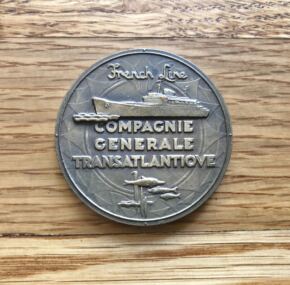 French Line
COMPAGNIE
GENERALE
TRANSATLANTIQVE